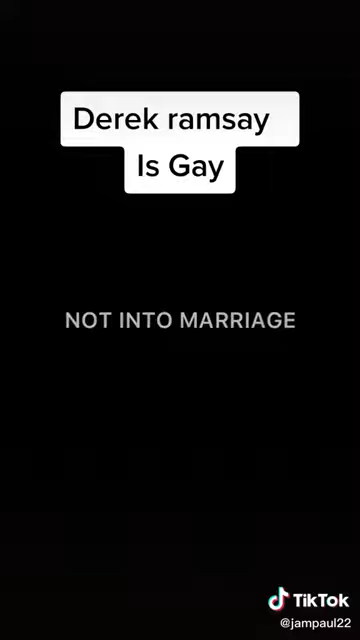 Derek ramsay
Is Gay
NOT INTO MARRIAGE
TikTok
@jampaul22